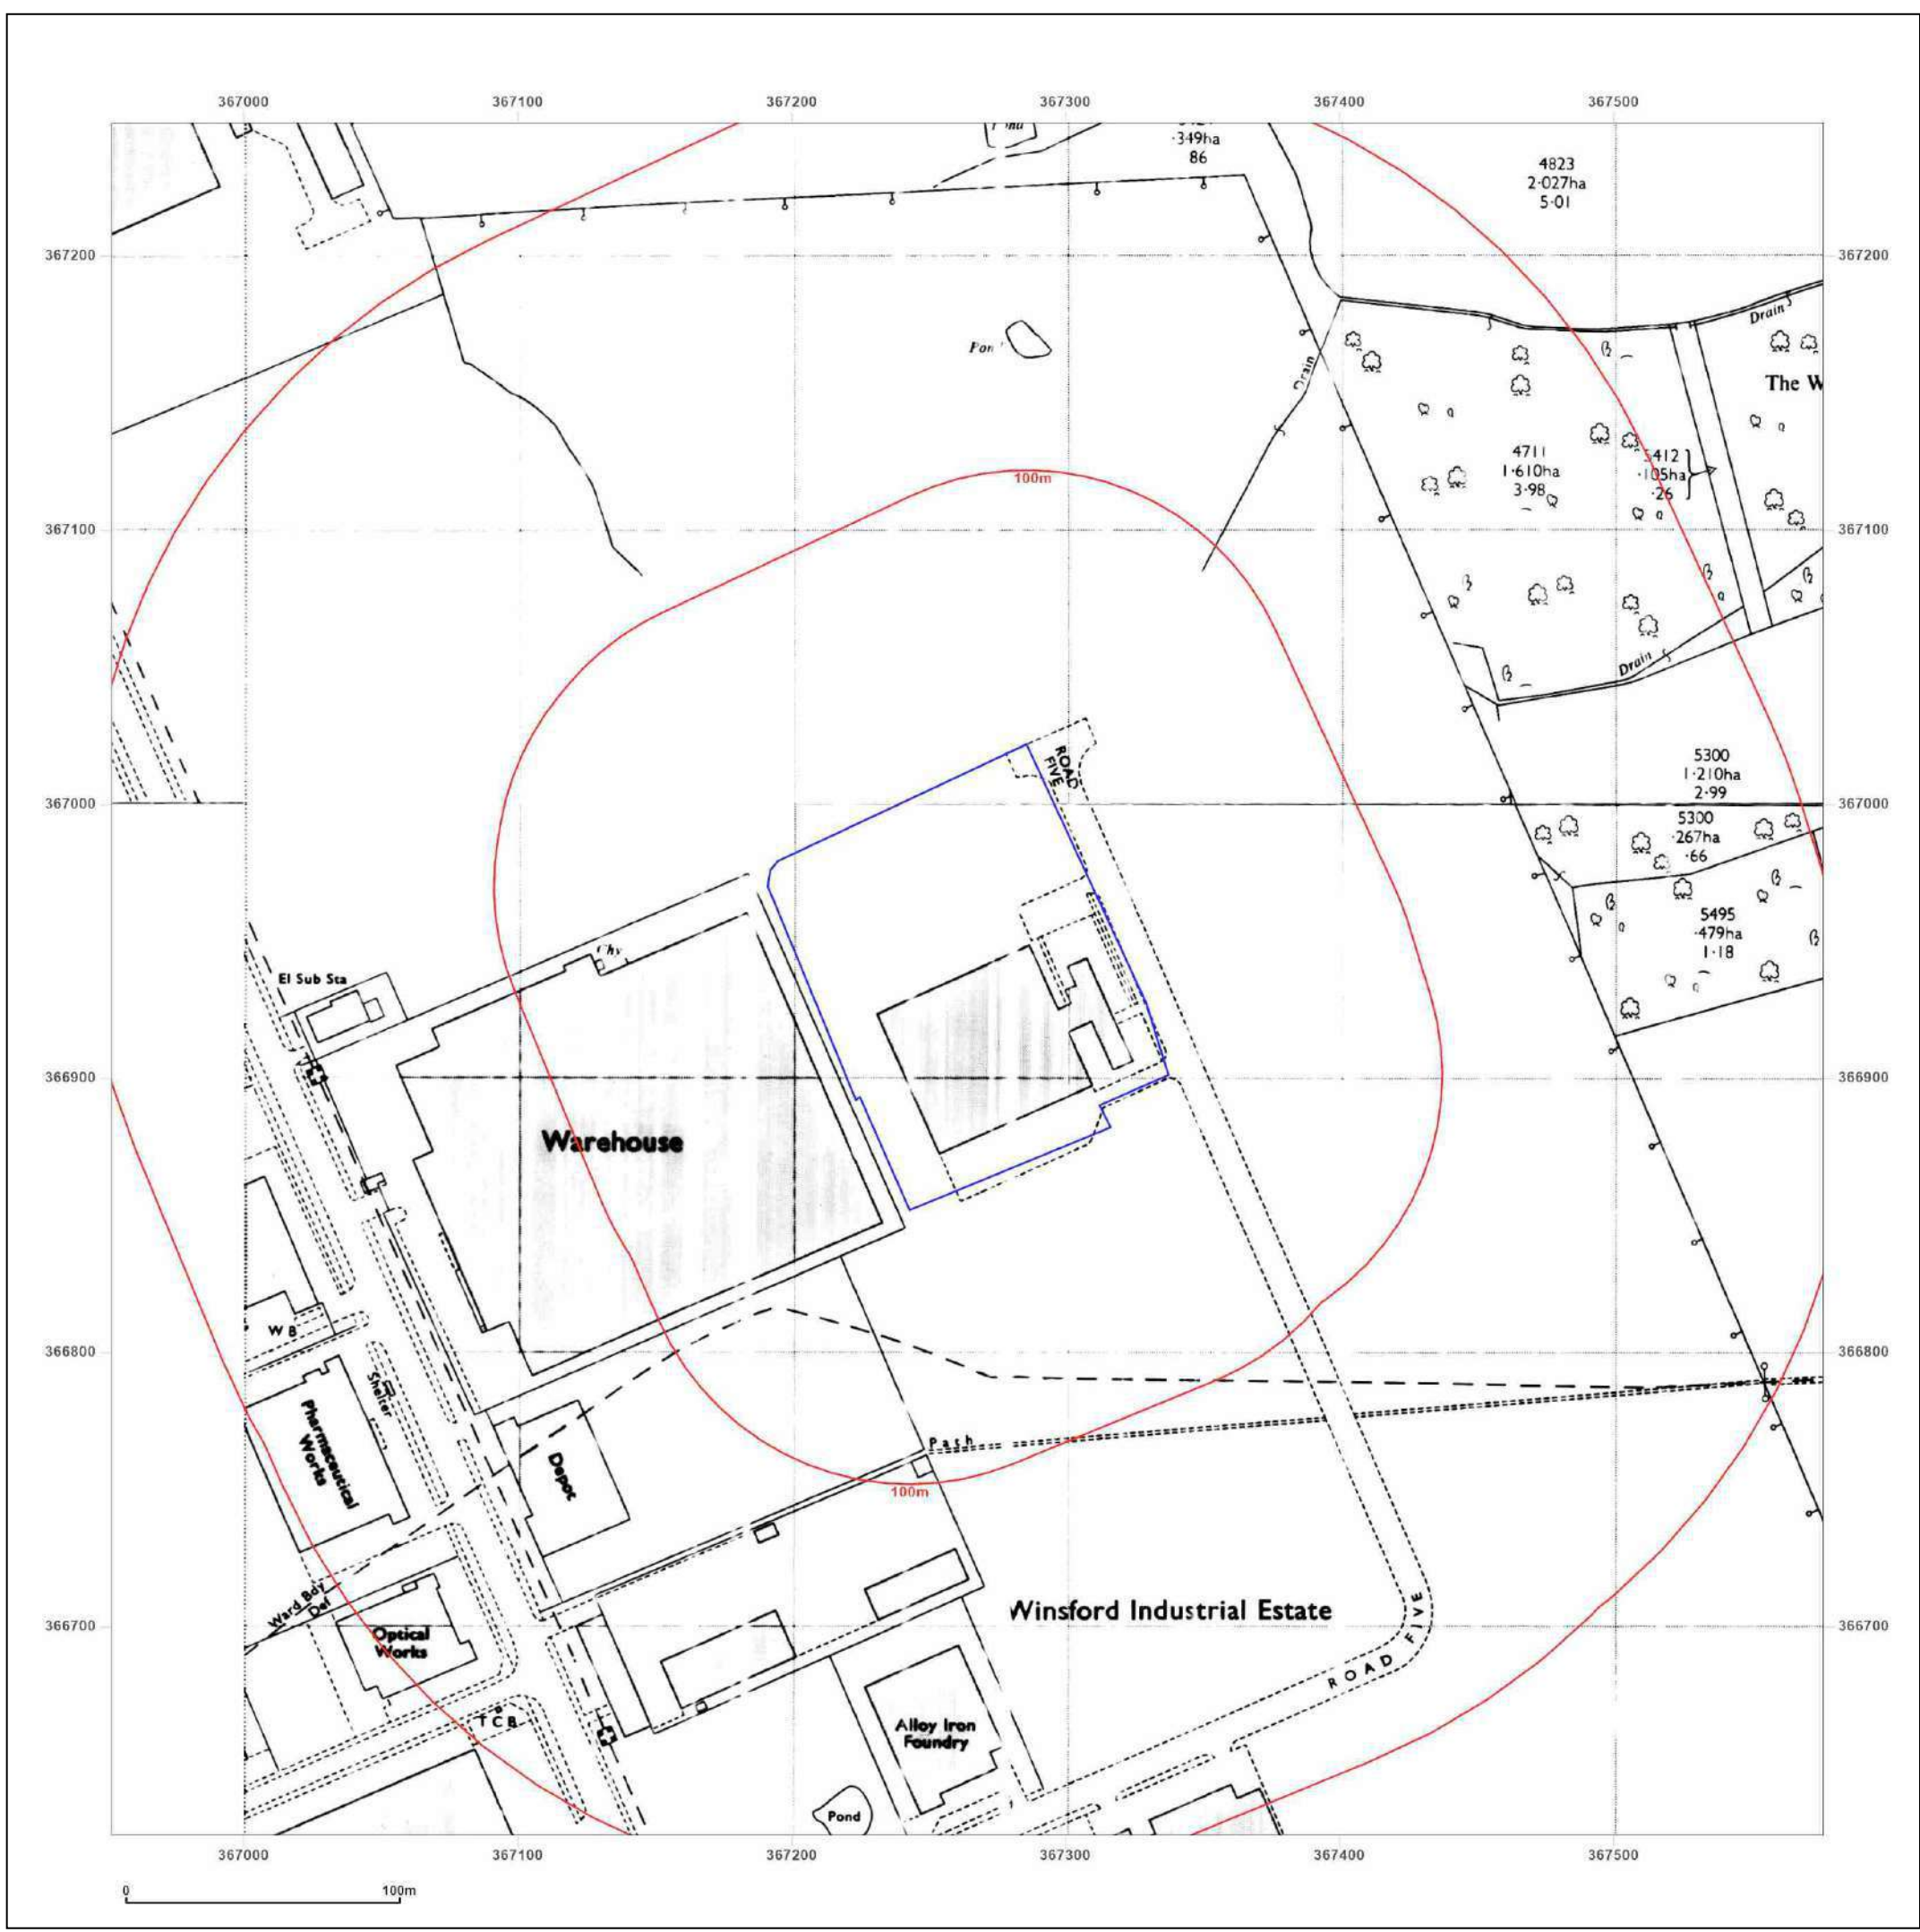 367000
367100
367200
367300
367400
367500
·349ha
86
4823
2·027ha
5·01
367200
367200
Drain
Drain
The W
4711
1·610ha
3·98
·105ha
·26
100m
367100
367100
Drain
ROAD
FIVE
5300
1·210ha
2·99
367000
367000
5300
·267ha
·66
5495
·479ha
1·18
Chy
El Sub Sta
366900
366900
Warehouse
W B
Shelter
366800
366800
Pharmaceutical
Works
Depot
Path
100m
Ward Bdy
Def
Winsford Industrial Estate
Optical
Works
366700
366700
ROAD FIVE
T C B
Alloy Iron
Foundry
Pond
367000
367100
367200
367300
367400
367500
0
100m